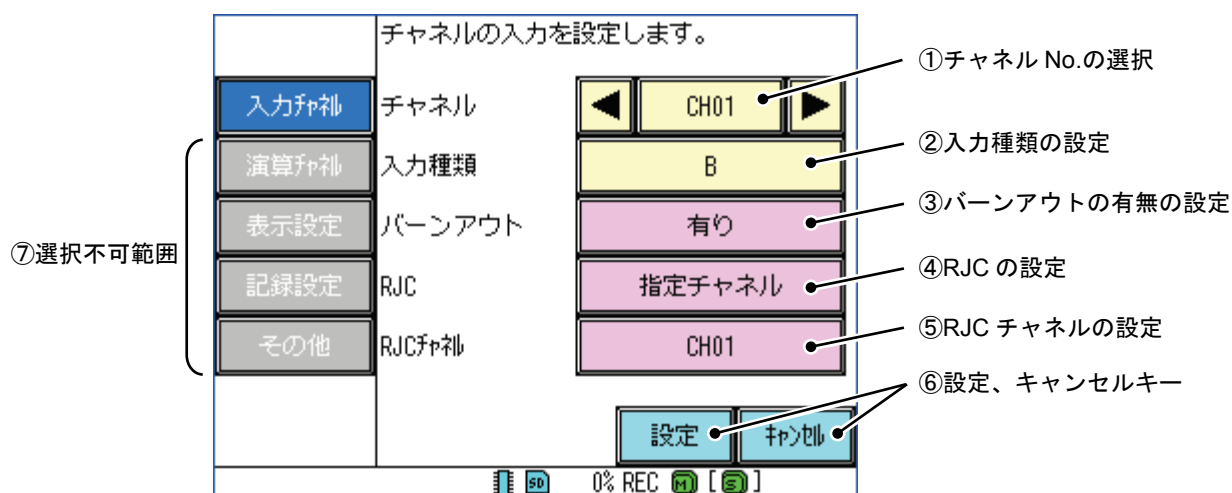 チャネルの入力を設定します。
入力ﾁｬﾈﾙ
チャネル
◀ CH01 ▶
①チャネル No.の選択
演算ﾁｬﾈﾙ
入力種類
B
②入力種類の設定
表示設定
バーンアウト
有り
③バーンアウトの有無の設定
⑦選択不可範囲
記録設定
RJC
指定チャネル
④RJC の設定
その他
RJCﾁｬﾈﾙ
CH01
⑤RJC チャネルの設定
設定
ｷｬﾝｾﾙ
⑥設定、キャンセルキー
SD 0% REC M [ S ]